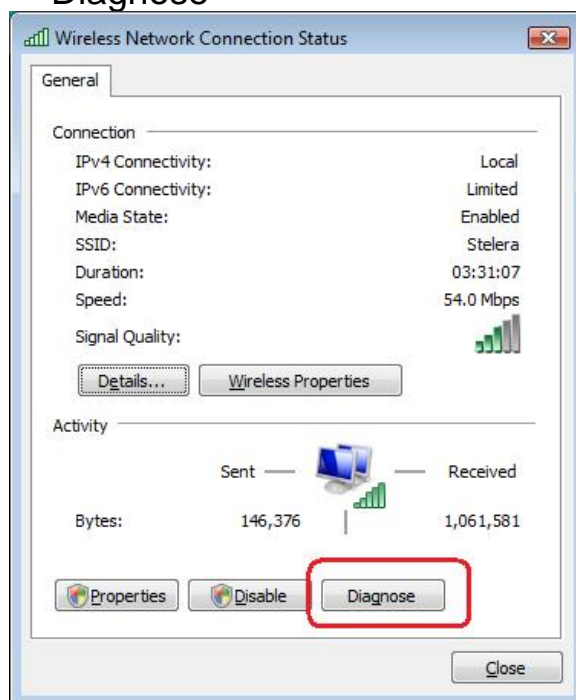 Diagnose
Wireless Network Connection Status
General
Connection
IPv4 Connectivity: Local
IPv6 Connectivity: Limited
Media State: Enabled
SSID: Stelera
Duration: 03:31:07
Speed: 54.0 Mbps
Signal Quality:
Details... Wireless Properties
Activity
Sent Received
Bytes: 146,376 1,061,581
Properties Disable Diagnose
Close